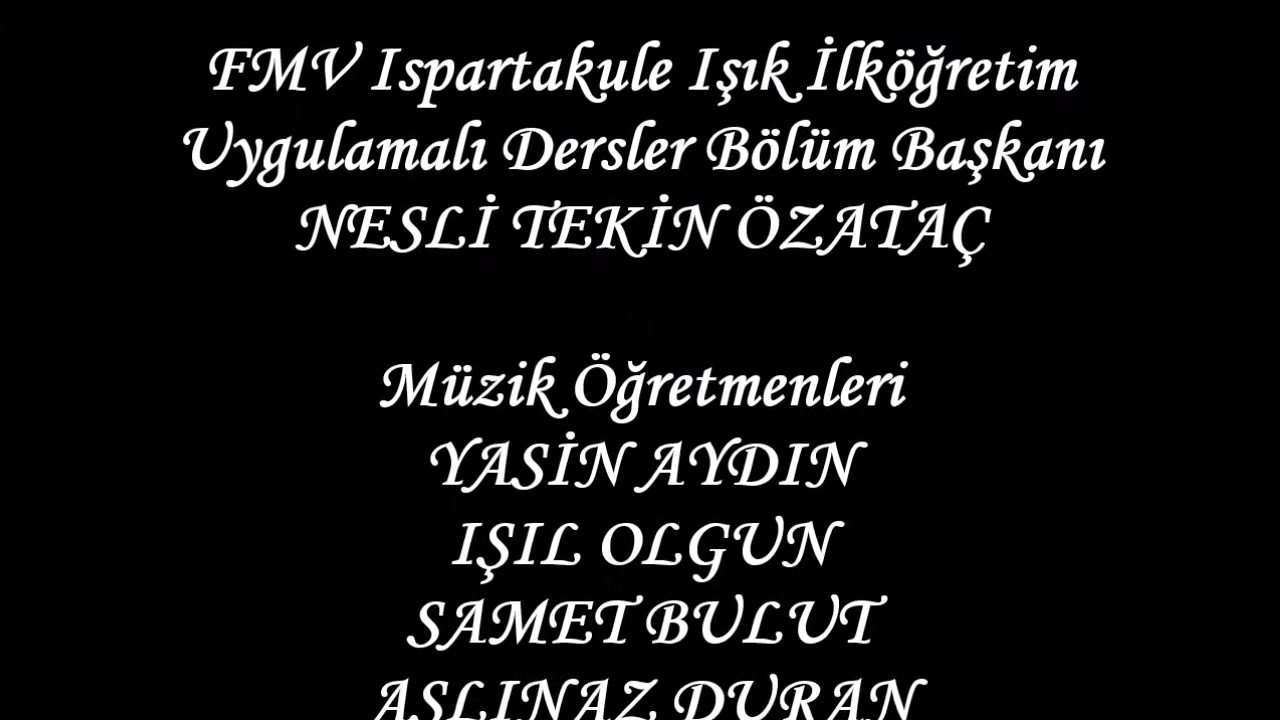 FMV Ispartakule Işık İlköğretim
Uygulamalı Dersler Bölüm Başkanı
NESLİ TEKİN ÖZATAÇ
Müzik Öğretmenleri
YASİN AYDIN
IŞIL OLGUN
SAMET BULUT
ASLINAZ DURAN